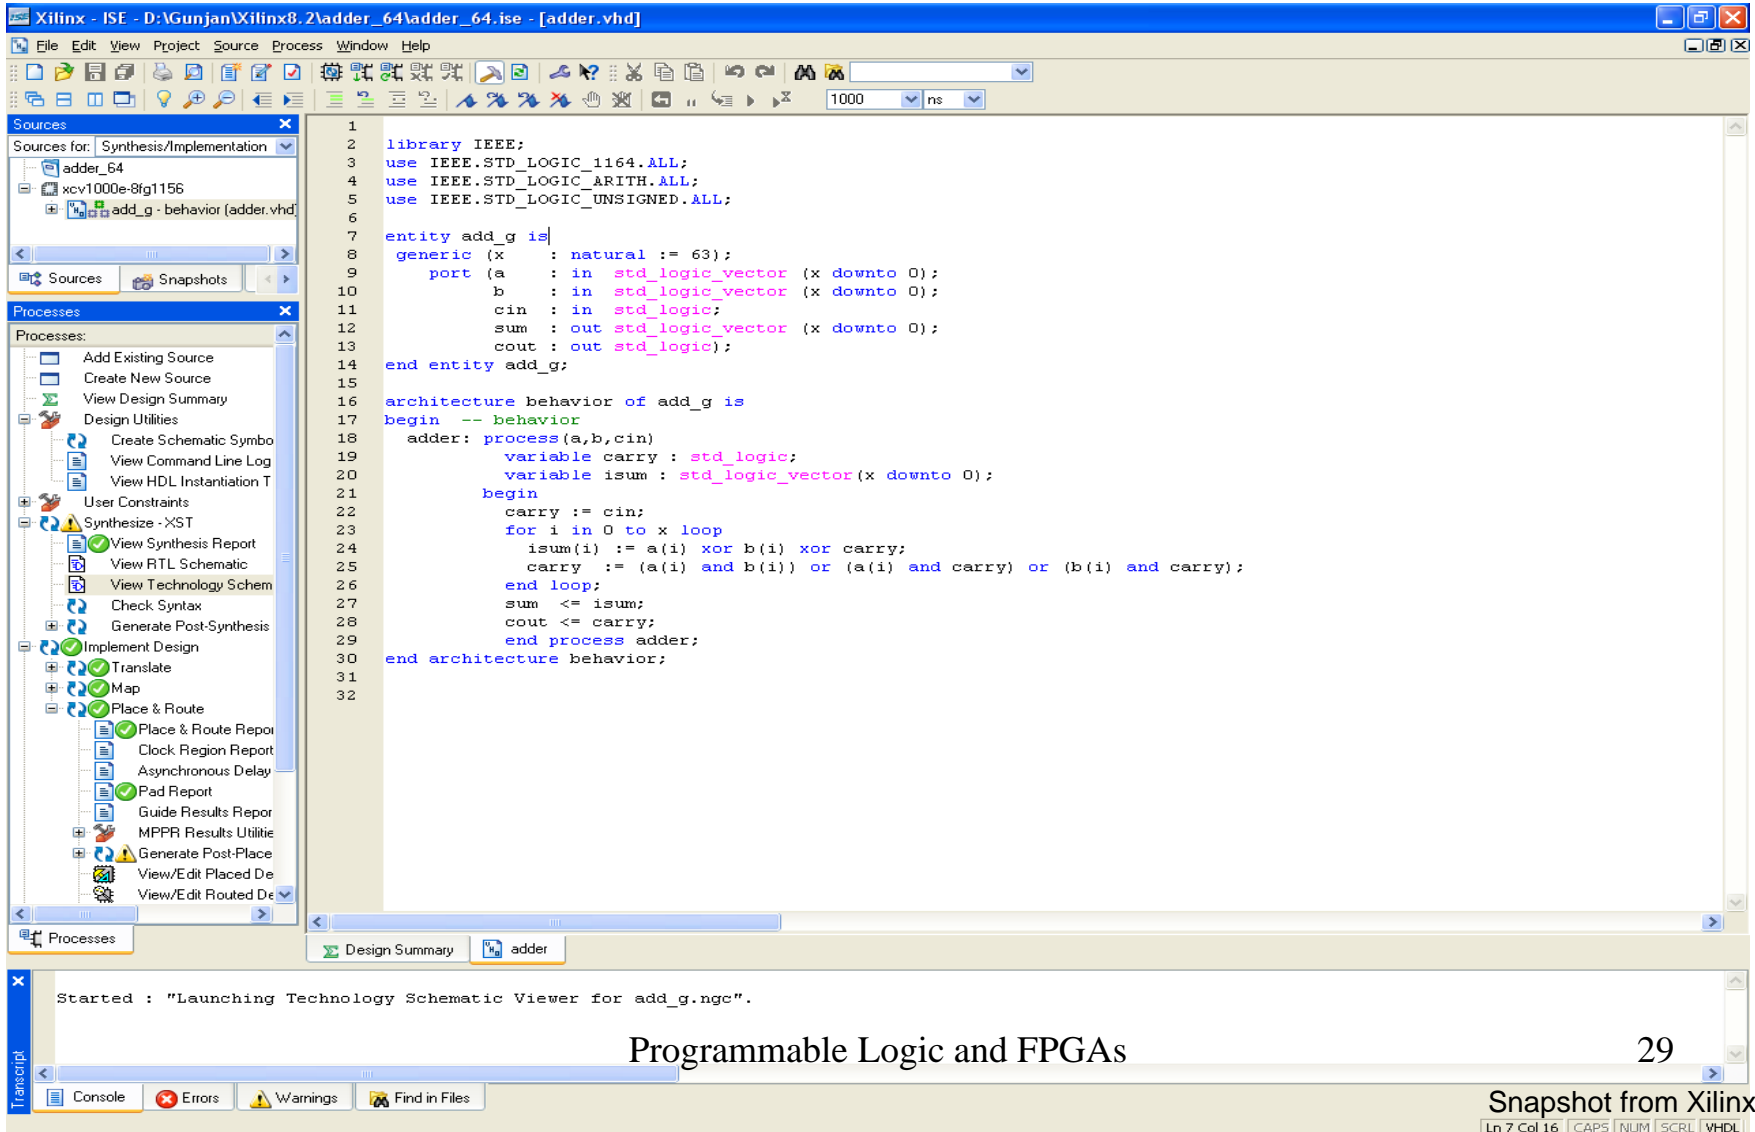 Xilinx - ISE - D:\Gunjan\Xilinx8.2\adder_64\adder_64.ise - [adder.vhd]
File Edit View Project Source Process Window Help
1000 ns
Sources
Sources for: Synthesis/Implementation
adder_64
xcv1000e-8fg1156
add_g - behavior (adder.vhd)
Sources Snapshots
Processes
Processes:
Add Existing Source
Create New Source
View Design Summary
Design Utilities
Create Schematic Symbo
View Command Line Log
View HDL Instantiation T
User Constraints
Synthesize - XST
View Synthesis Report
View RTL Schematic
View Technology Schem
Check Syntax
Generate Post-Synthesis
Implement Design
Translate
Map
Place & Route
Place & Route Repor
Clock Region Report
Asynchronous Delay
Pad Report
Guide Results Repor
MPPR Results Utilitie
Generate Post-Place
View/Edit Placed De
View/Edit Routed De
Processes
1
2 library IEEE;
3 use IEEE.STD_LOGIC_1164.ALL;
4 use IEEE.STD_LOGIC_ARITH.ALL;
5 use IEEE.STD_LOGIC_UNSIGNED.ALL;
6
7 entity add_g is
8 generic (x : natural := 63);
9 port (a : in std_logic_vector (x downto 0);
10 b : in std_logic_vector (x downto 0);
11 cin : in std_logic;
12 sum : out std_logic_vector (x downto 0);
13 cout : out std_logic);
14 end entity add_g;
15
16 architecture behavior of add_g is
17 begin -- behavior
18 adder: process(a,b,cin)
19 variable carry : std_logic;
20 variable isum : std_logic_vector(x downto 0);
21 begin
22 carry := cin;
23 for i in 0 to x loop
24 isum(i) := a(i) xor b(i) xor carry;
25 carry := (a(i) and b(i)) or (a(i) and carry) or (b(i) and carry);
26 end loop;
27 sum <= isum;
28 cout <= carry;
29 end process adder;
30 end architecture behavior;
31
32
Design Summary adder
Transcript
Started : "Launching Technology Schematic Viewer for add_g.ngc".
Programmable Logic and FPGAs 29
Console Errors Warnings Find in Files
Snapshot from Xilinx
Ln 7 Col 16 CAPS NUM SCRL VHDL